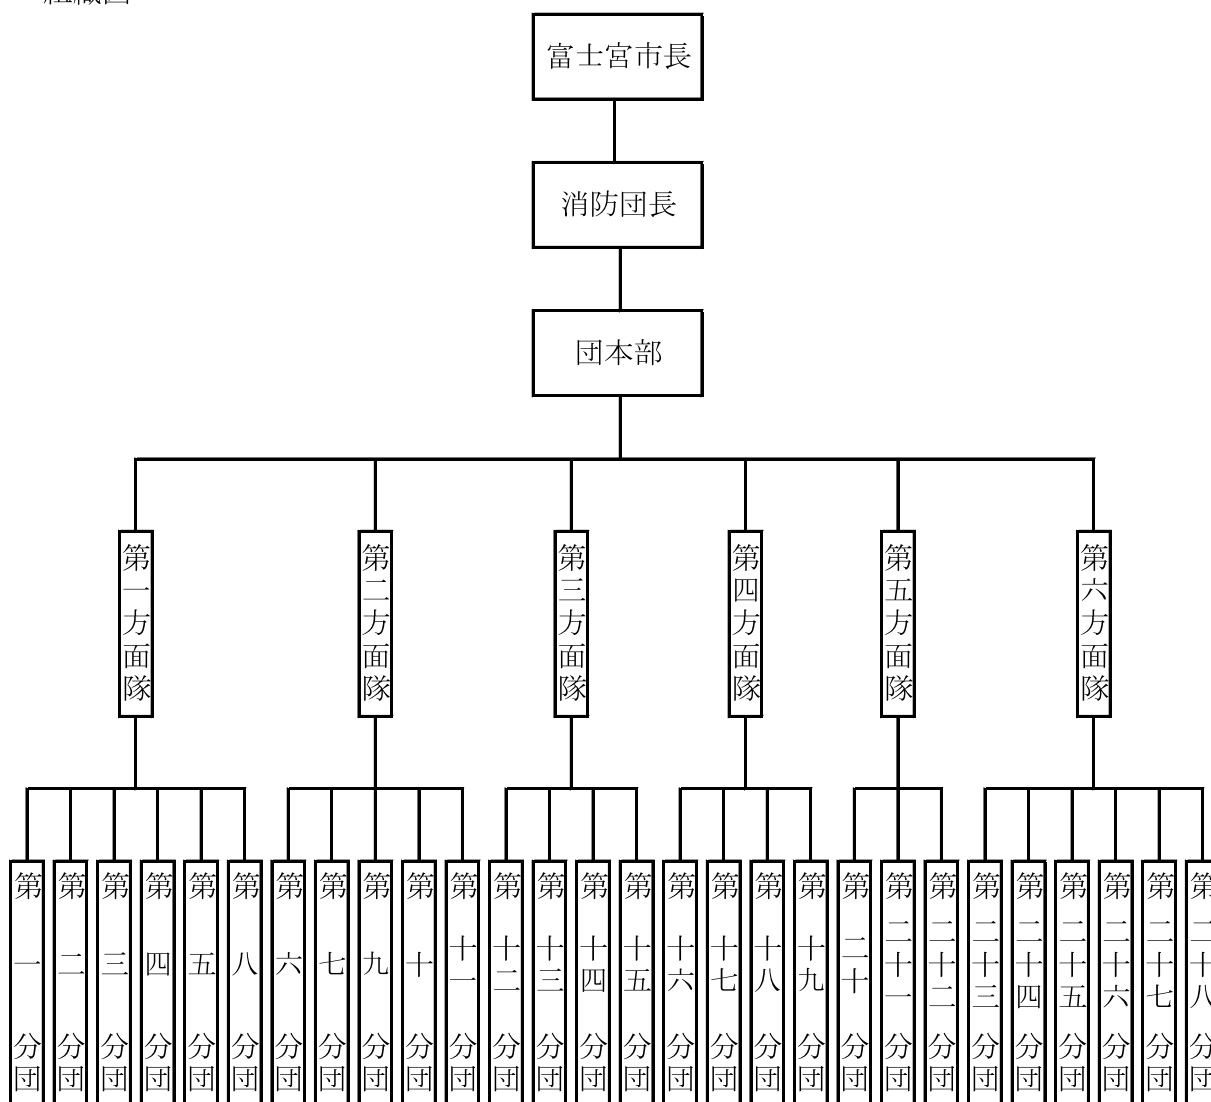 富士宮市長
消防団長
団本部
第一方面隊
第二方面隊
第三方面隊
第四方面隊
第五方面隊
第六方面隊
第一分団
第二分団
第三分団
第四分団
第五分団
第八分団
第六分団
第七分団
第九分団
第十分団
第十一分団
第十二分団
第十三分団
第十四分団
第十五分団
第十六分団
第十七分団
第十八分団
第十九分団
第二十分団
第二十一分団
第二十二分団
第二十三分団
第二十四分団
第二十五分団
第二十六分団
第二十七分団
第二十八分団